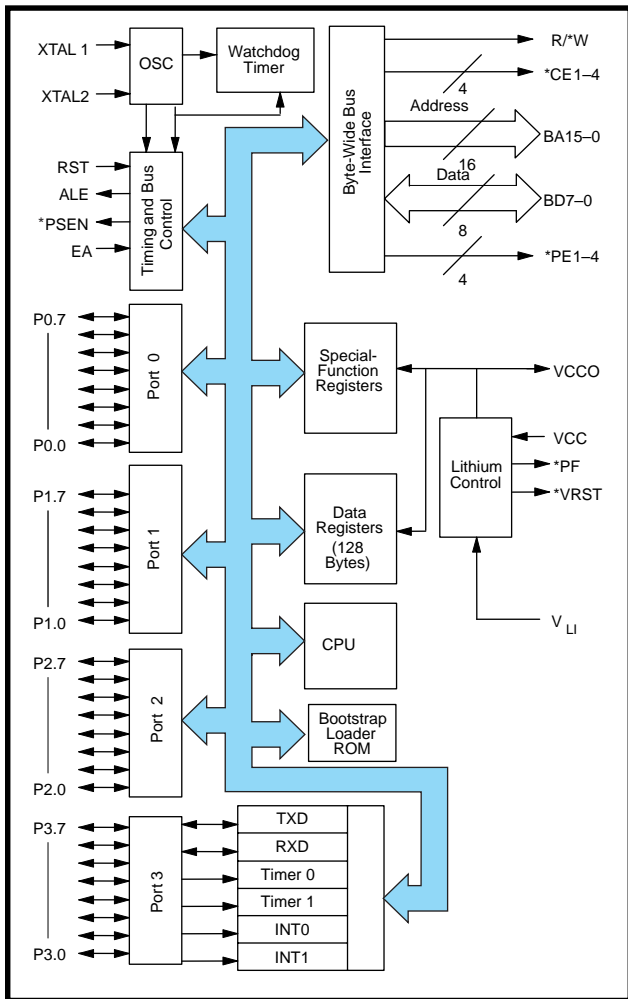 XTAL 1
OSC
Watchdog
Timer
XTAL2
RST
ALE
*PSEN
EA
Timing and Bus
Control
Byte-Wide Bus
Interface
R/*W
*CE1–4
4
Address
BA15–0
16
Data
BD7–0
8
*PE1–4
4
P0.7
P0.0
Port 0
Special-
Function
Registers
VCCO
VCC
*PF
*VRST
Lithium
Control
V LI
P1.7
P1.0
Port 1
Data
Registers
(128
Bytes)
CPU
P2.7
P2.0
Port 2
Bootstrap
Loader
ROM
P3.7
P3.0
Port 3
TXD
RXD
Timer 0
Timer 1
INT0
INT1